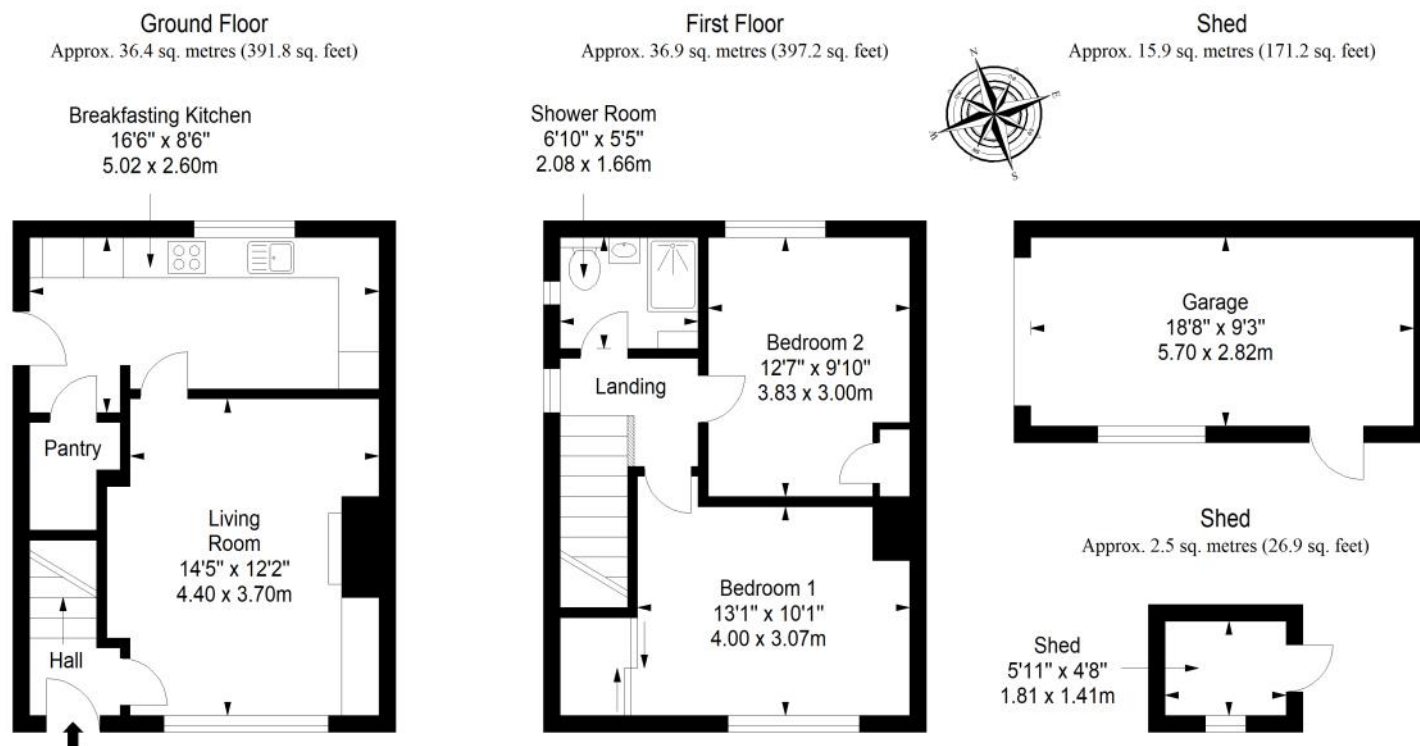 Ground Floor
Approx. 36.4 sq. metres (391.8 sq. feet)
Breakfasting Kitchen
16'6" x 8'6"
5.02 x 2.60m
Pantry
Living
Room
14'5" x 12'2"
4.40 x 3.70m
Hall
First Floor
Approx. 36.9 sq. metres (397.2 sq. feet)
Shower Room
6'10" x 5'5"
2.08 x 1.66m
Bedroom 2
12'7" x 9'10"
3.83 x 3.00m
Landing
Bedroom 1
13'1" x 10'1"
4.00 x 3.07m
N
E
W
S
Shed
Approx. 15.9 sq. metres (171.2 sq. feet)
Garage
18'8" x 9'3"
5.70 x 2.82m
Shed
Approx. 2.5 sq. metres (26.9 sq. feet)
Shed
5'11" x 4'8"
1.81 x 1.41m